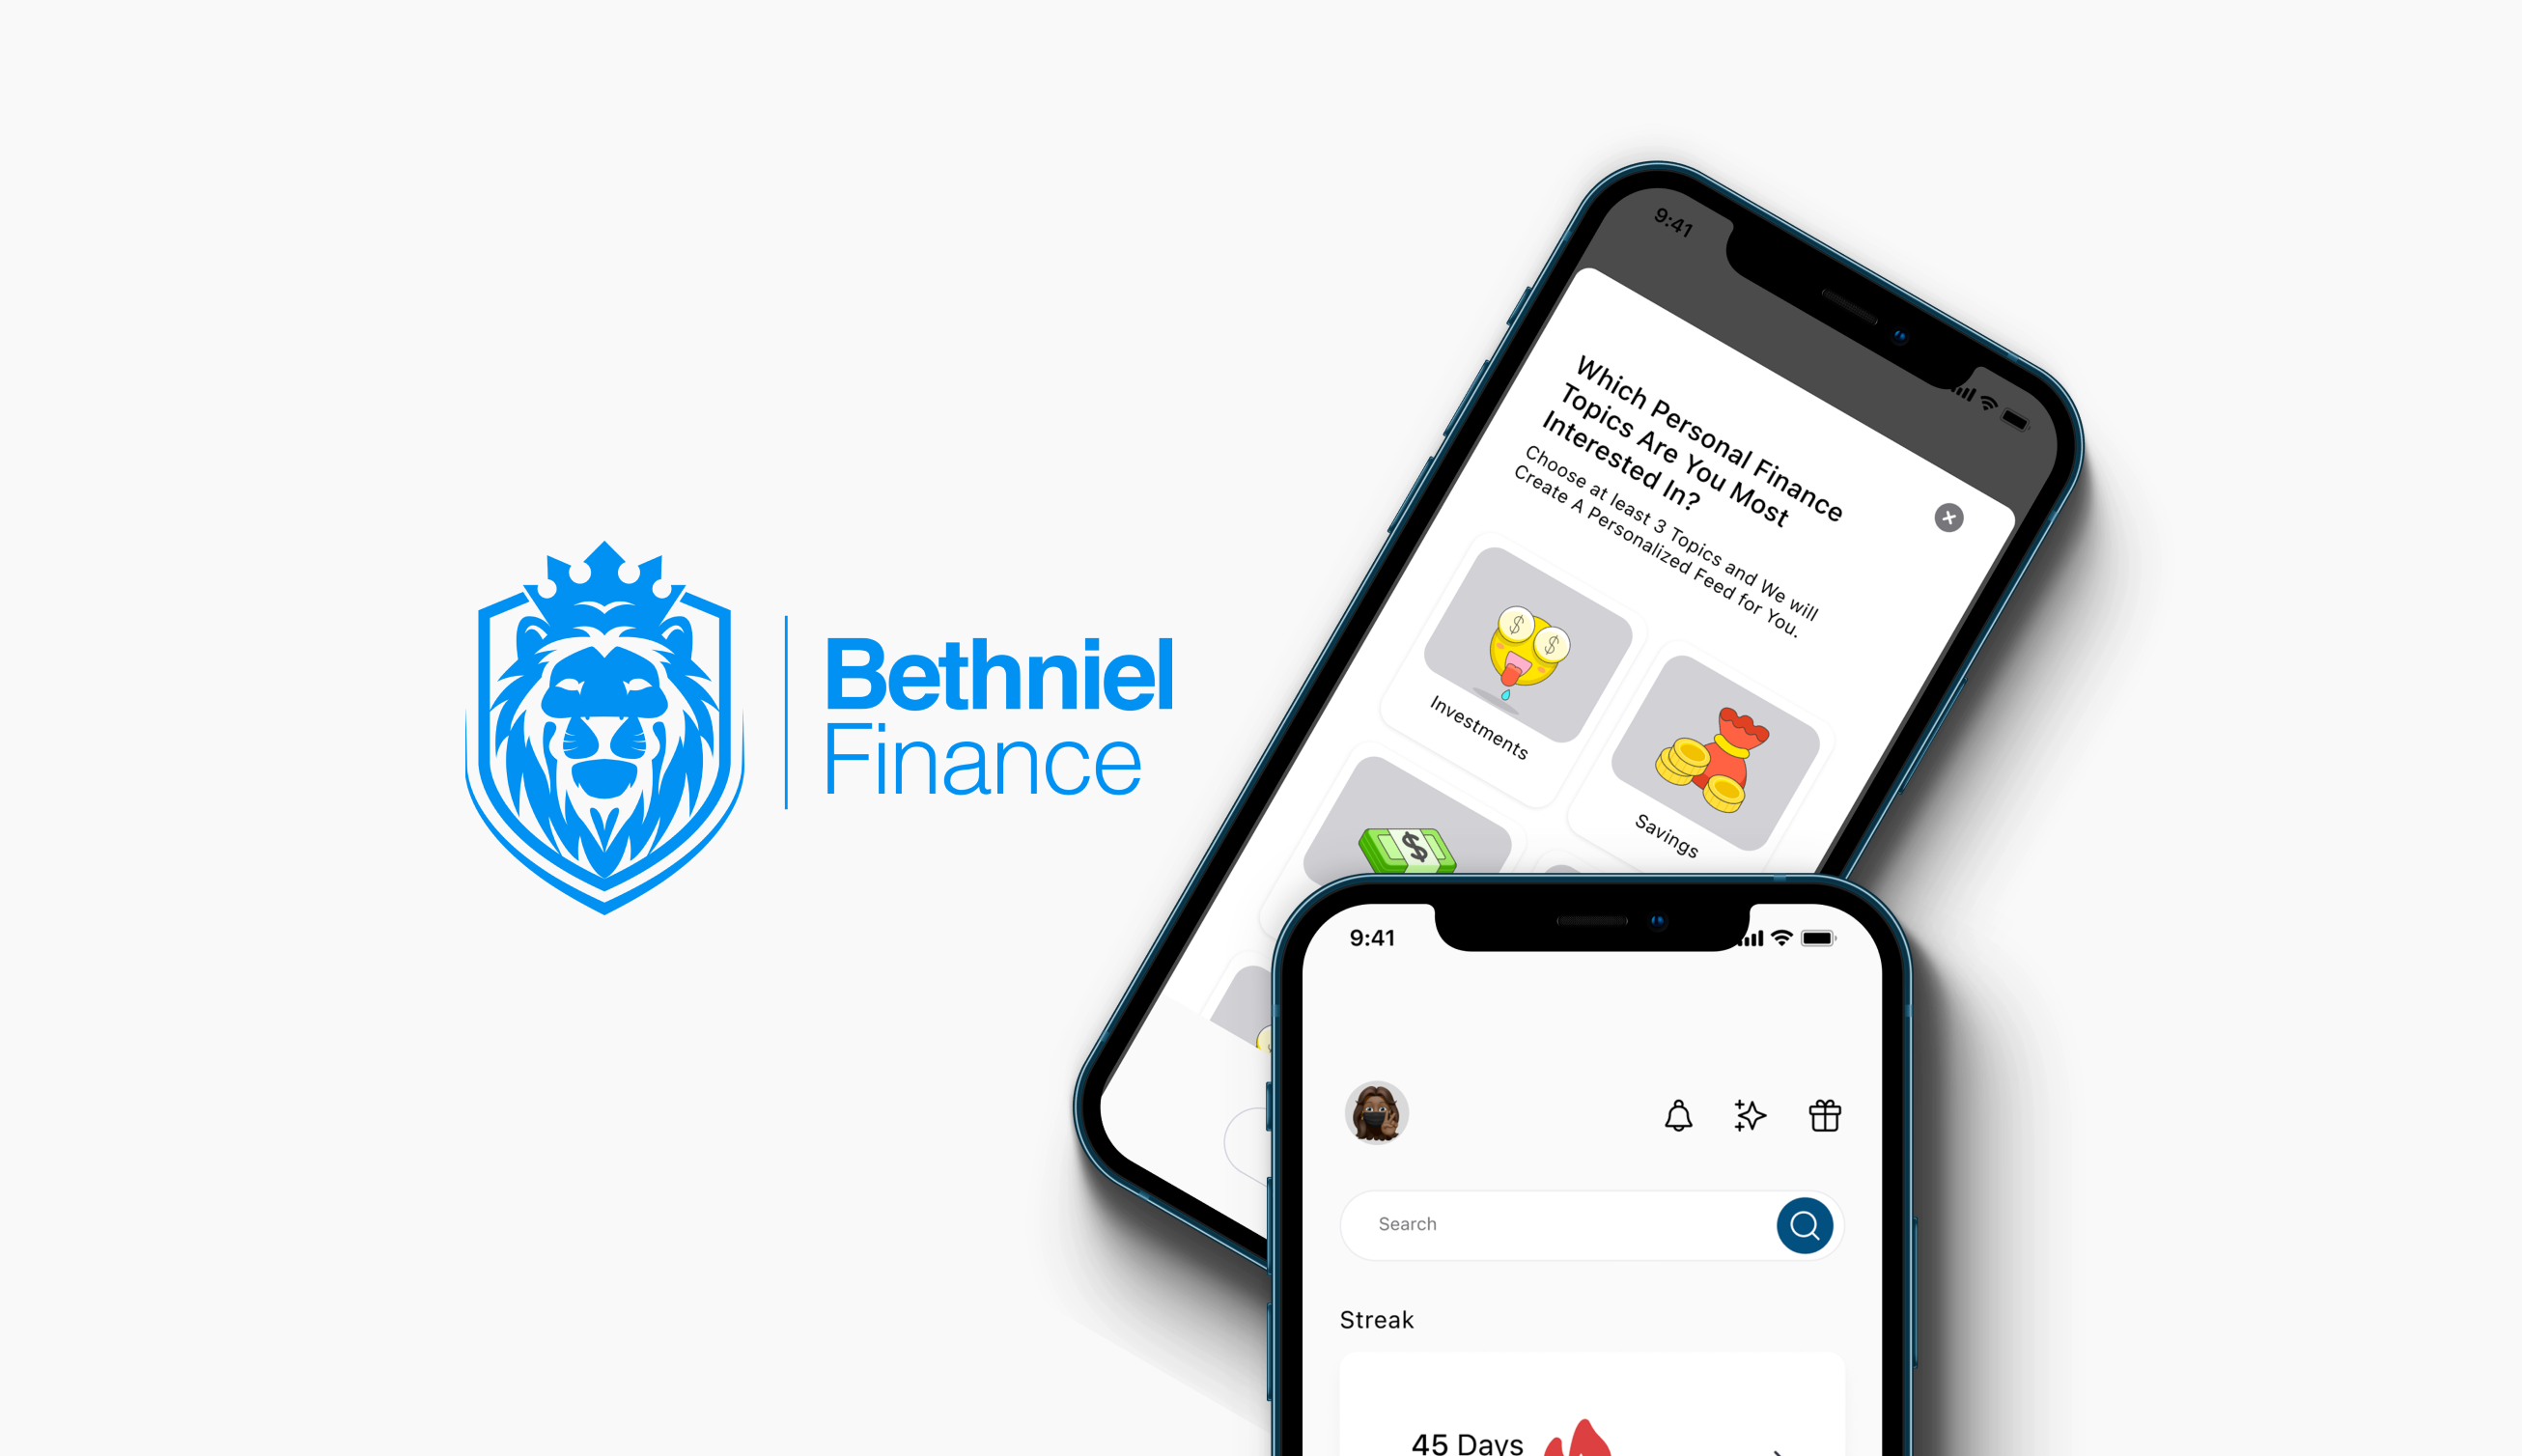 Bethniel
Finance
9:41
Which Personal Finance
Topics Are You Most
Interested In?
Choose at least 3 Topics and We will
Create A Personalized Feed for You.
Investments
Savings
9:41
Search
Streak
45 Days